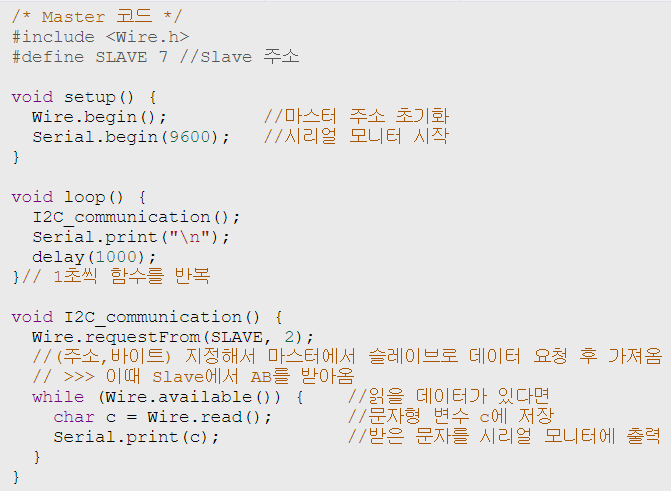 /* Master 코드 */
#include <Wire.h>
#define SLAVE 7 //Slave 주소

void setup() {
  Wire.begin();         //마스터 주소 초기화
  Serial.begin(9600);   //시리얼 모니터 시작
}

void loop() {
  I2C_communication();
  Serial.print("\n");
  delay(1000);
}// 1초씩 함수를 반복

void I2C_communication() {
  Wire.requestFrom(SLAVE, 2);
  //(주소,바이트) 지정해서 마스터에서 슬레이브로 데이터 요청 후 가져옴
  // >>> 이때 Slave에서 AB를 받아옴
  while (Wire.available()) {    //읽을 데이터가 있다면
    char c = Wire.read();       //문자형 변수 c에 저장
    Serial.print(c);            //받은 문자를 시리얼 모니터에 출력
  }
}